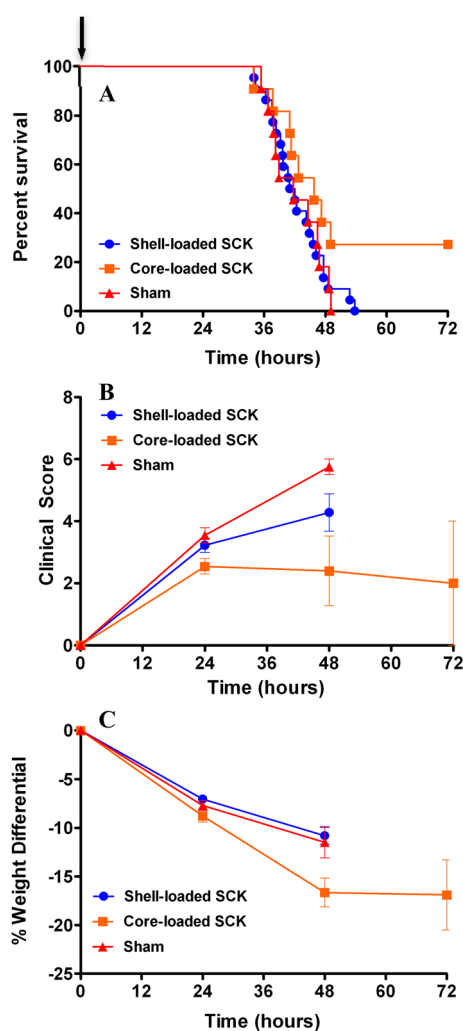 100
A
80
60
40
20
0
Percent survival
Shell-loaded SCK
Core-loaded SCK
Sham
0 12 24 36 48 60 72
Time (hours)
8
B
6
4
2
0
Clinical Score
Shell-loaded SCK
Core-loaded SCK
Sham
0 12 24 36 48 60 72
Time (hours)
0
C
-5
-10
-15
-20
-25
% Weight Differential
Shell-loaded SCK
Core-loaded SCK
Sham
0 12 24 36 48 60 72
Time (hours)